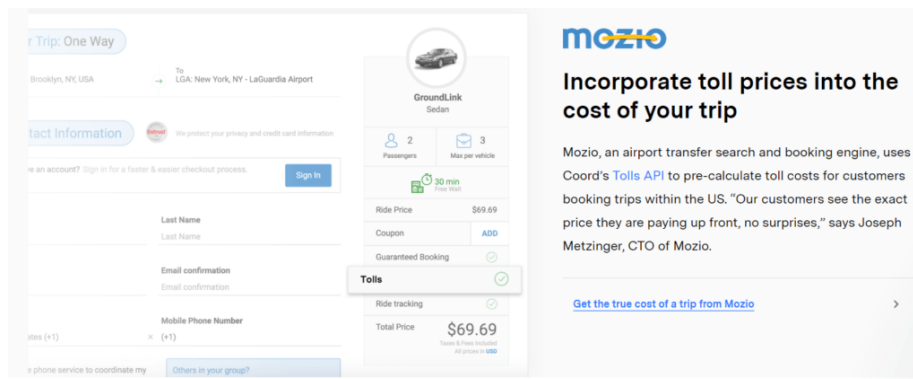 r Trip: One Way
Brooklyn, NY, USA
To
LGA: New York, NY - LaGuardia Airport
tact Information
We protect your privacy and credit card information
e an account? Sign in for a faster & easier checkout process.
Sign In
Last Name
Last Name
Email confirmation
Email confirmation
Mobile Phone Number
ates (+1)
× (+1)
phone service to coordinate my
Others in your group?
GroundLink
Sedan
2
Passengers
3
Max per vehicle
30 min
Free Wait
Ride Price $69.69
Coupon ADD
Guaranteed Booking
Tolls
Ride tracking
Total Price $69.69
Taxes & Fees Included
All prices in USD
mozio
Incorporate toll prices into the
cost of your trip
Mozio, an airport transfer search and booking engine, uses
Coord’s Tolls API to pre-calculate toll costs for customers
booking trips within the US. “Our customers see the exact
price they are paying up front, no surprises,” says Joseph
Metzinger, CTO of Mozio.
Get the true cost of a trip from Mozio